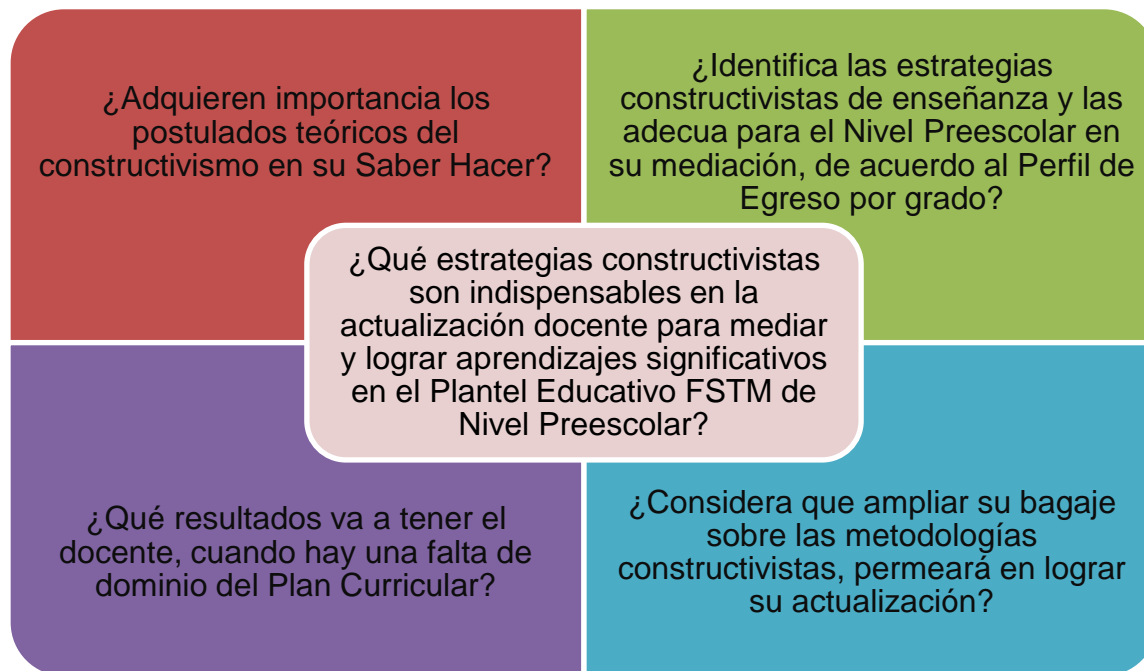 ¿Adquieren importancia los
postulados teóricos del
constructivismo en su Saber Hacer?
¿Identifica las estrategias
constructivistas de enseñanza y las
adecua para el Nivel Preescolar en
su mediación, de acuerdo al Perfil de
Egreso por grado?
¿Qué estrategias constructivistas
son indispensables en la
actualización docente para mediar
y lograr aprendizajes significativos
en el Plantel Educativo FSTM de
Nivel Preescolar?
¿Qué resultados va a tener el
docente, cuando hay una falta de
dominio del Plan Curricular?
¿Considera que ampliar su bagaje
sobre las metodologías
constructivistas, permeará en lograr
su actualización?